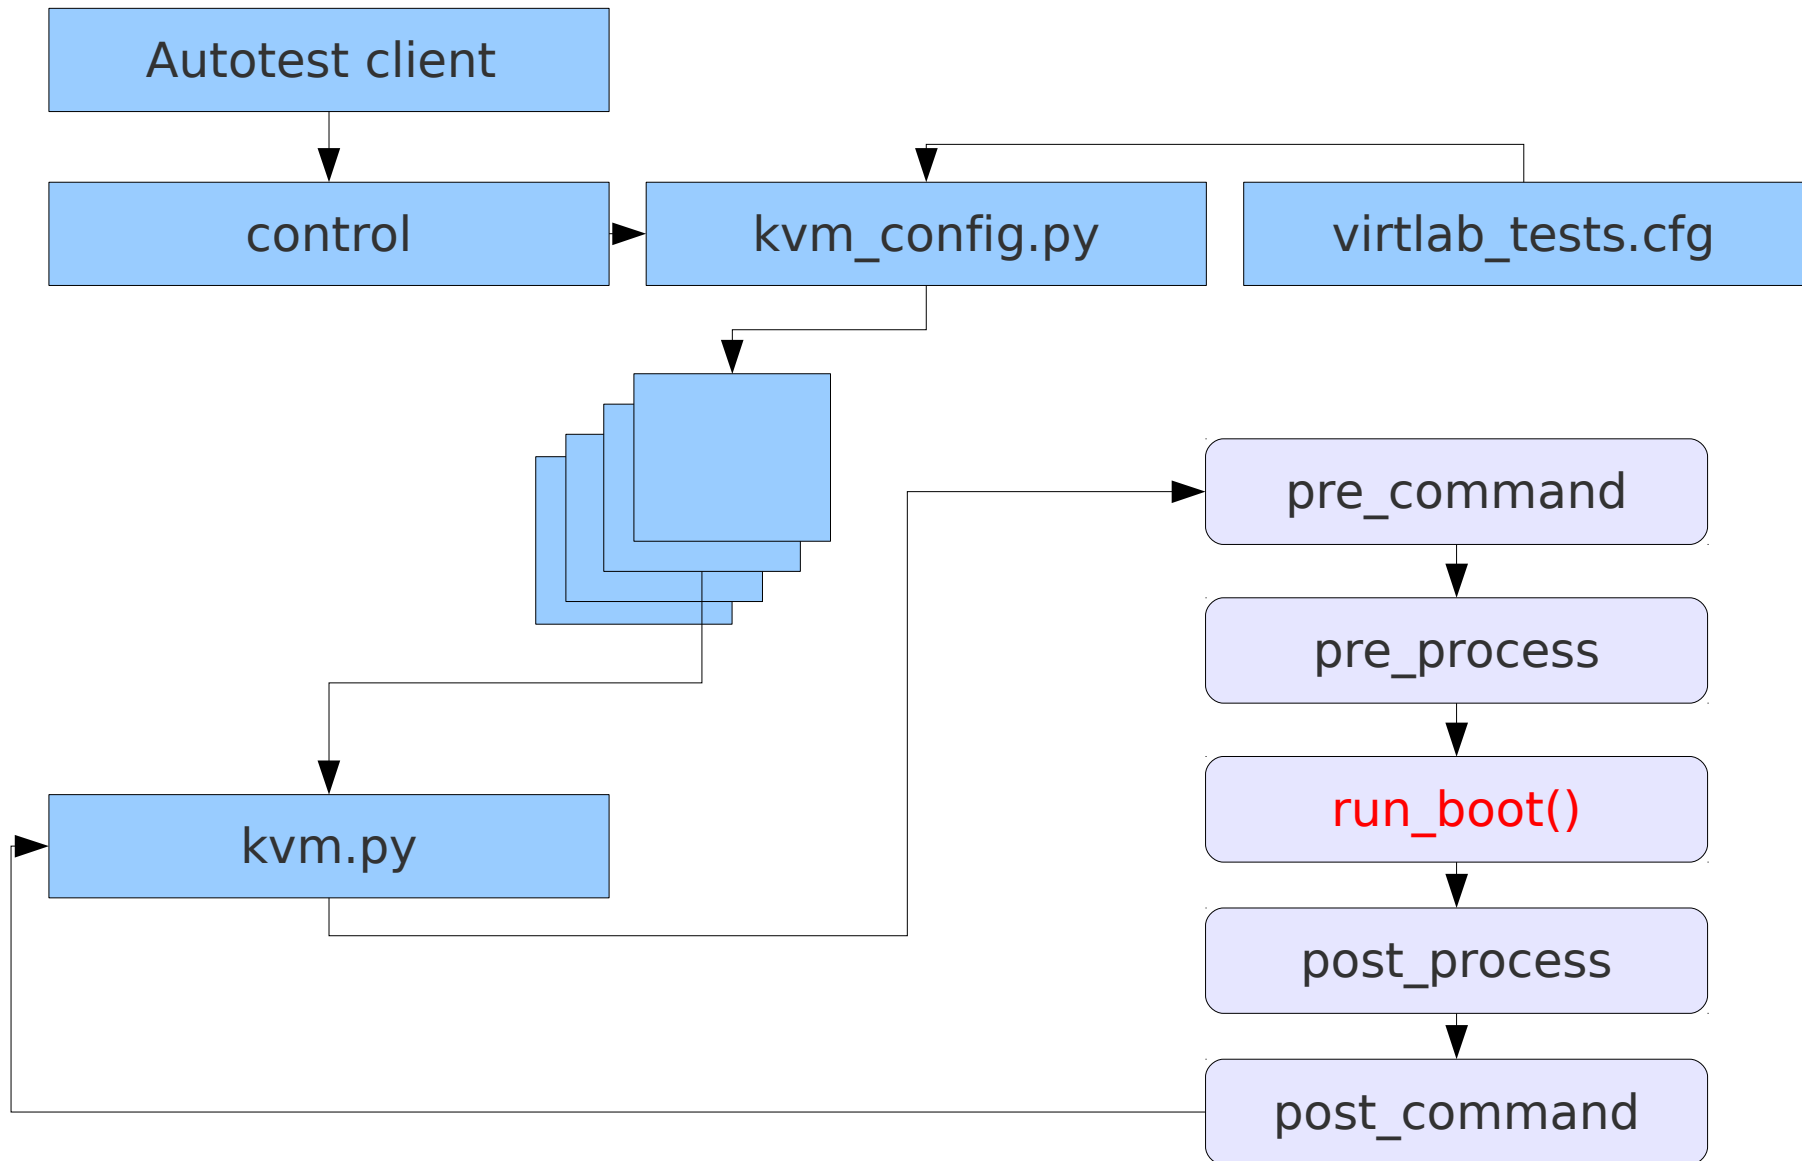 Autotest client
control
kvm_config.py
virtlab_tests.cfg
pre_command
pre_process
run_boot()
kvm.py
post_process
post_command